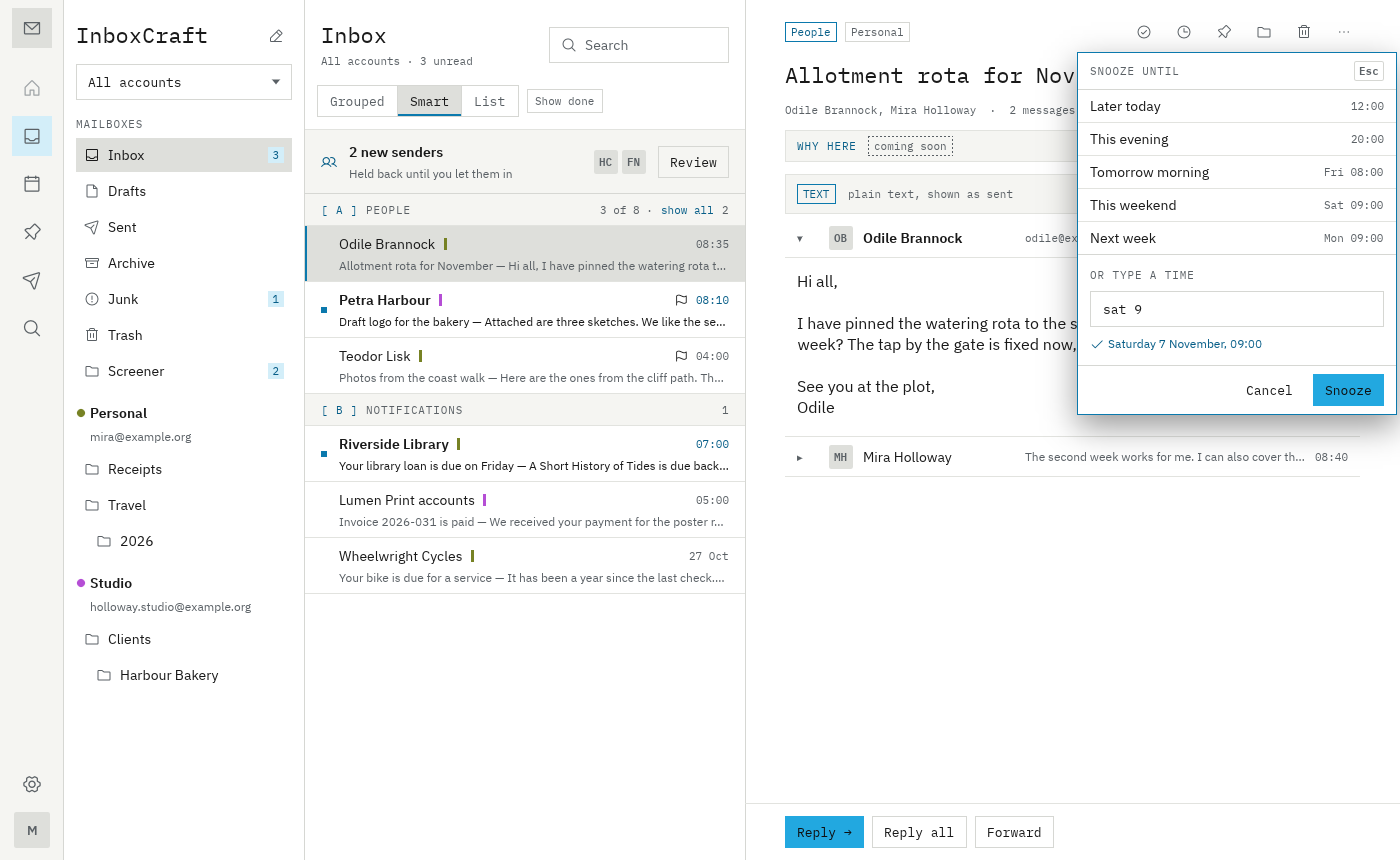 InboxCraft
All accounts
MAILBOXES
Inbox 3
Drafts
Sent
Archive
Junk 1
Trash
Screener 2
Personal
mira@example.org
Receipts
Travel
2026
Studio
holloway.studio@example.org
Clients
Harbour Bakery
M
Inbox
All accounts · 3 unread
Search
Grouped Smart List Show done
2 new senders
Held back until you let them in
HC FN Review
[ A ] PEOPLE 3 of 8 · show all 2
Odile Brannock 08:35
Allotment rota for November — Hi all, I have pinned the watering rota t…
Petra Harbour 08:10
Draft logo for the bakery — Attached are three sketches. We like the se…
Teodor Lisk 04:00
Photos from the coast walk — Here are the ones from the cliff path. Th…
[ B ] NOTIFICATIONS 1
Riverside Library 07:00
Your library loan is due on Friday — A Short History of Tides is due back…
Lumen Print accounts 05:00
Invoice 2026-031 is paid — We received your payment for the poster r…
Wheelwright Cycles 27 Oct
Your bike is due for a service — It has been a year since the last check.…
People Personal
Allotment rota for Nov
Odile Brannock, Mira Holloway · 2 messages
WHY HERE coming soon
TEXT plain text, shown as sent
OB Odile Brannock odile@ex
Hi all,
I have pinned the watering rota to the s
week? The tap by the gate is fixed now,
See you at the plot,
Odile
MH Mira Holloway The second week works for me. I can also cover th… 08:40
Reply → Reply all Forward
SNOOZE UNTIL Esc
Later today 12:00
This evening 20:00
Tomorrow morning Fri 08:00
This weekend Sat 09:00
Next week Mon 09:00
OR TYPE A TIME
sat 9
Saturday 7 November, 09:00
Cancel Snooze